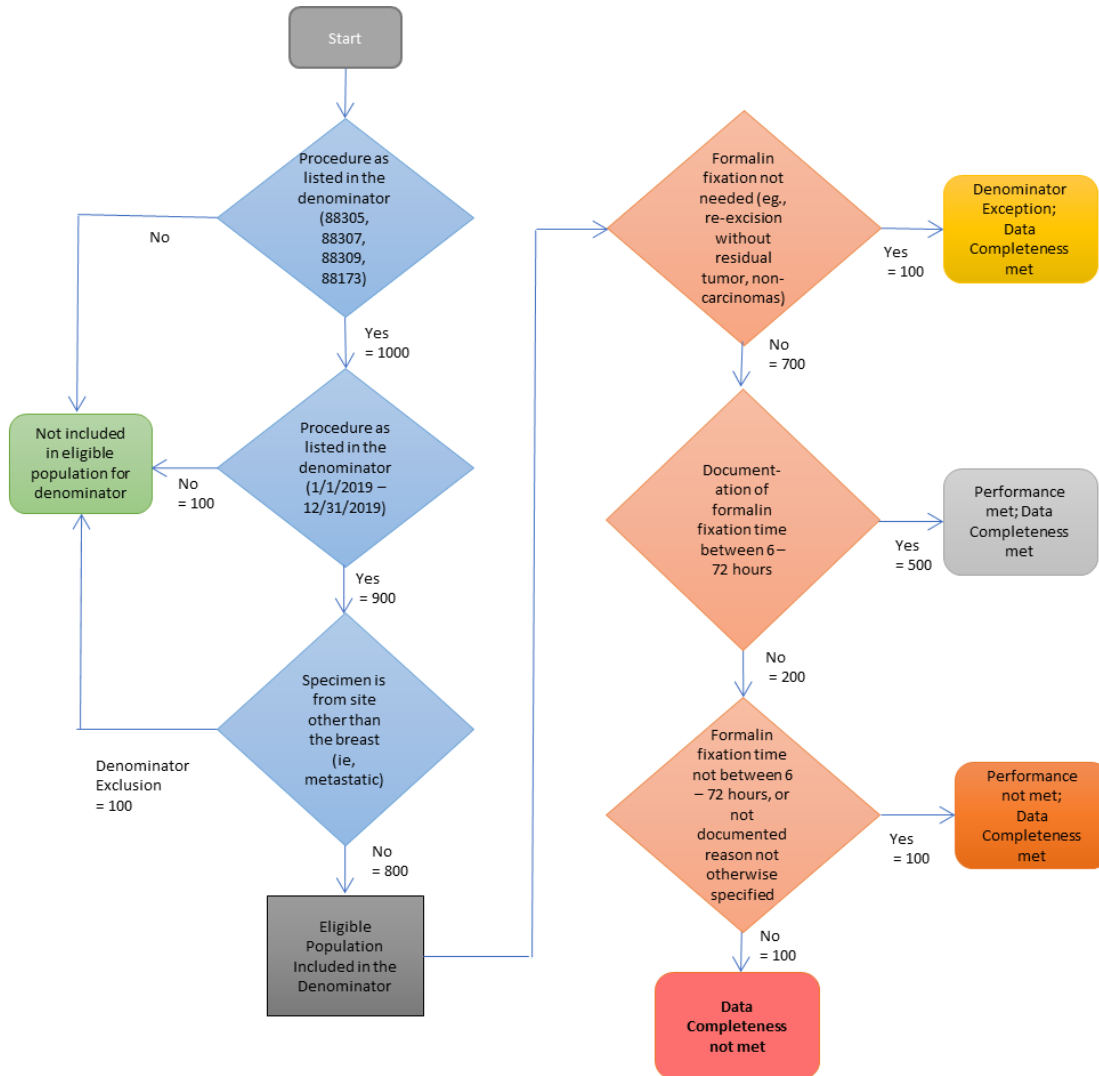 Start
Procedure as
listed in the
denominator
(88305,
88307,
88309,
88173)
No
Yes
= 1000
Procedure as
listed in the
denominator
(1/1/2019 –
12/31/2019)
No
= 100
Not included
in eligible
population for
denominator
Yes
= 900
Specimen is
from site
other than
the breast
(ie,
metastatic)
Denominator
Exclusion
= 100
No
= 800
Eligible
Population
Included in the
Denominator
Formalin
fixation not
needed (eg.,
re-excision
without
residual
tumor, non-
carcinomas)
Yes
= 100
Denominator
Exception;
Data
Completeness
met
No
= 700
Document-
ation of
formalin
fixation time
between 6 –
72 hours
Yes
= 500
Performance
met; Data
Completeness
met
No
= 200
Formalin
fixation time
not between 6
– 72 hours, or
not
documented
reason not
otherwise
specified
Yes
= 100
Performance
not met;
Data
Completeness
met
No
= 100
Data
Completeness
not met